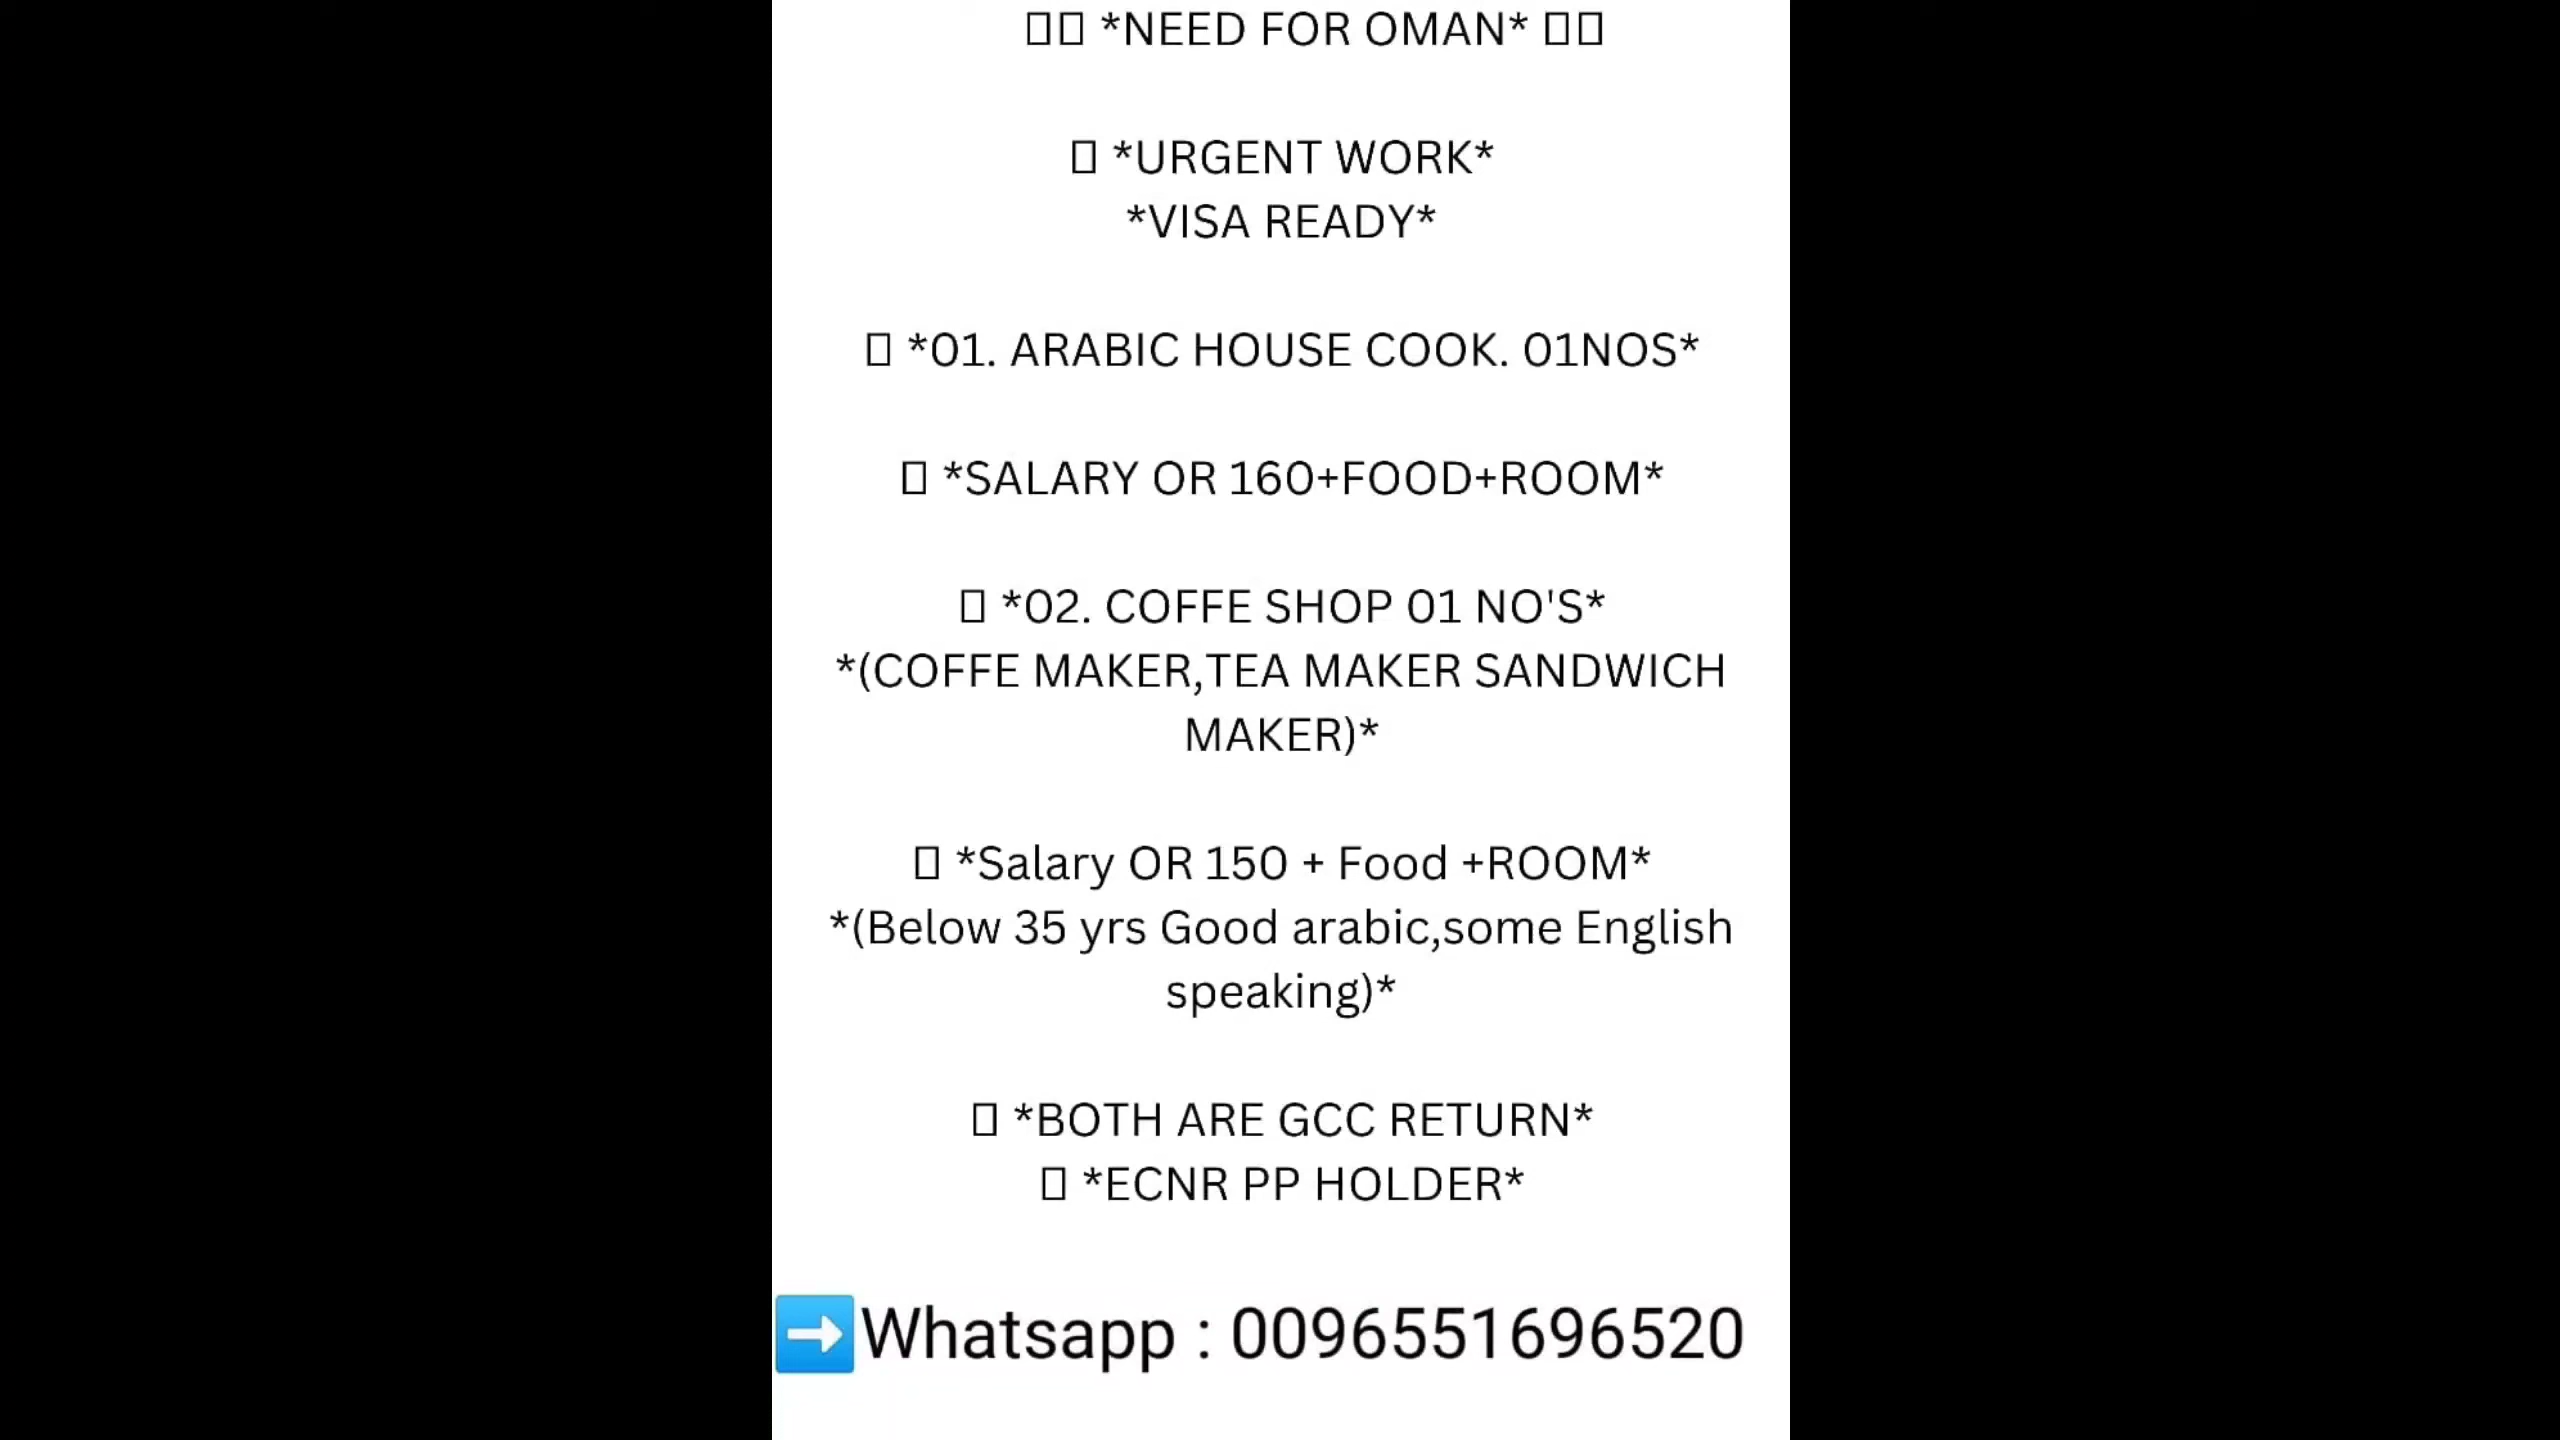 *NEED FOR OMAN*
*URGENT WORK*
*VISA READY*
*01. ARABIC HOUSE COOK. 01NOS*
*SALARY OR 160+FOOD+ROOM*
*02. COFFE SHOP 01 NO'S*
*(COFFE MAKER,TEA MAKER SANDWICH
MAKER)*
*Salary OR 150 + Food +ROOM*
*(Below 35 yrs Good arabic,some English
speaking)*
*BOTH ARE GCC RETURN*
*ECNR PP HOLDER*
➡️Whatsapp : 0096551696520